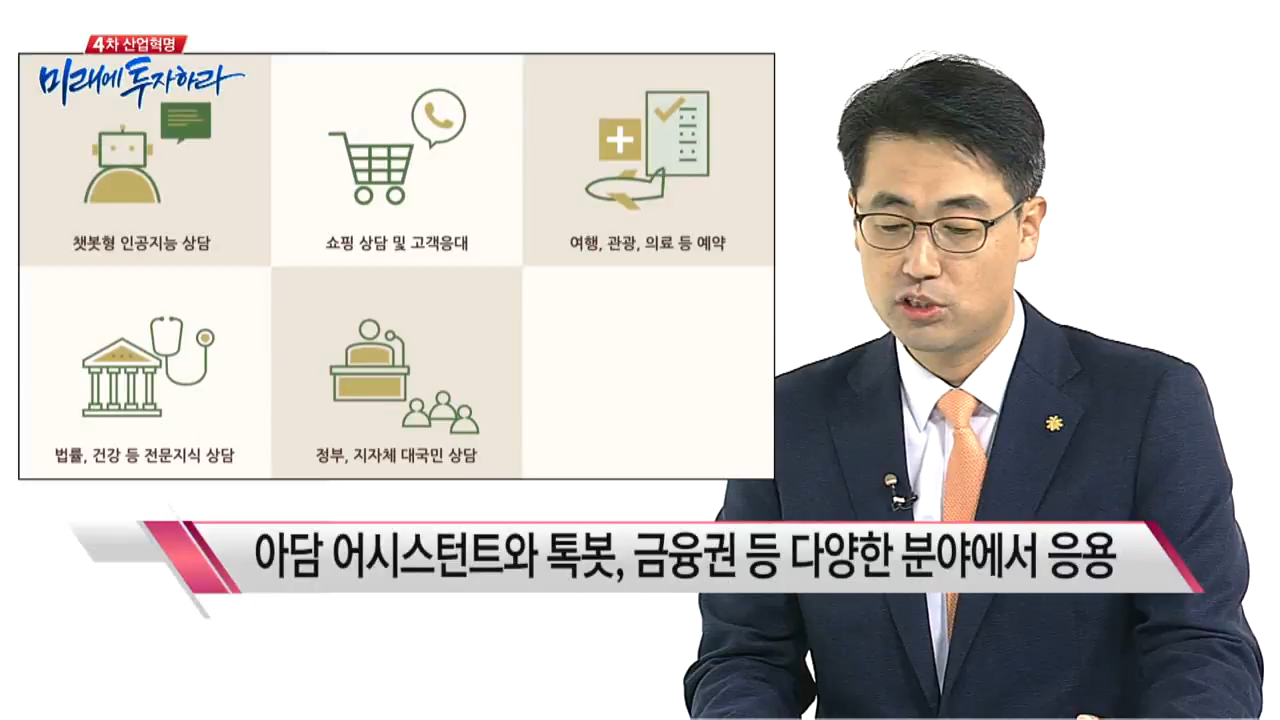 4차 산업혁명
미래에 투자하라
챗봇형 인공지능 상담
쇼핑 상담 및 고객응대
여행, 관광, 의료 등 예약
법률, 건강 등 전문지식 상담
정부, 지자체 대국민 상담
아담 어시스턴트와 톡봇, 금융권 등 다양한 분야에서 응용